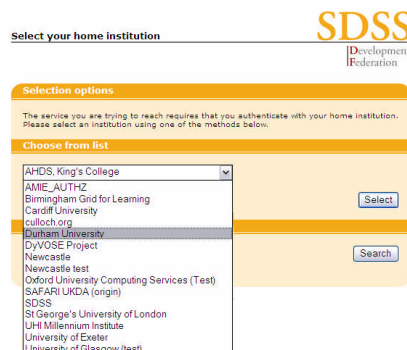 SDSS
Select your home institution
Development
Federation
Selection options
The service you are trying to reach requires that you authenticate with your home institution.
Please select an institution using one of the methods below.
Choose from list
AHDS, King's College
AMIE_AUTHZ
Birmingham Grid for Learning
Cardiff University
Select
culloch.org
Durham University
DyVOSE Project
Newcastle
Search
Newcastle test
Oxford University Computing Services (Test)
SAFARI UKDA (origin)
SDSS
St George's University of London
UHI Millennium Institute
University of Exeter
University of Glasgow (test)